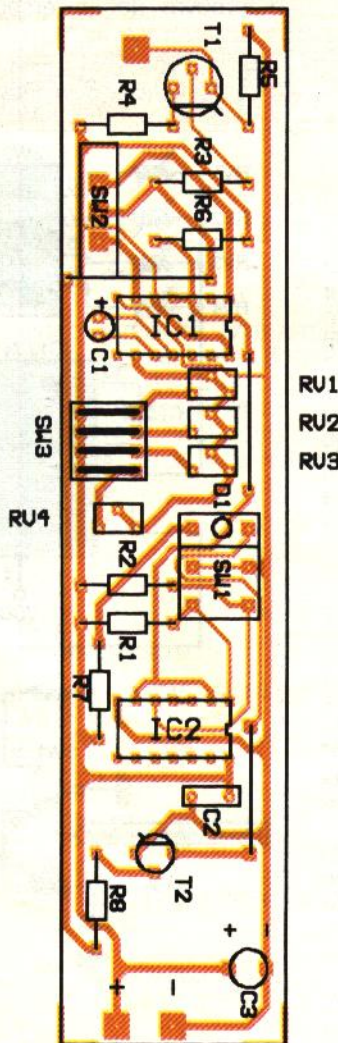 T1
R5
R4
R3
SW2
R6
+
IC1
C1
RV1
SW3
RV2
RV3
RV4
D1
R2
SW1
R1
R7
IC2
C2
T2
R8
+ -
C3
+ -